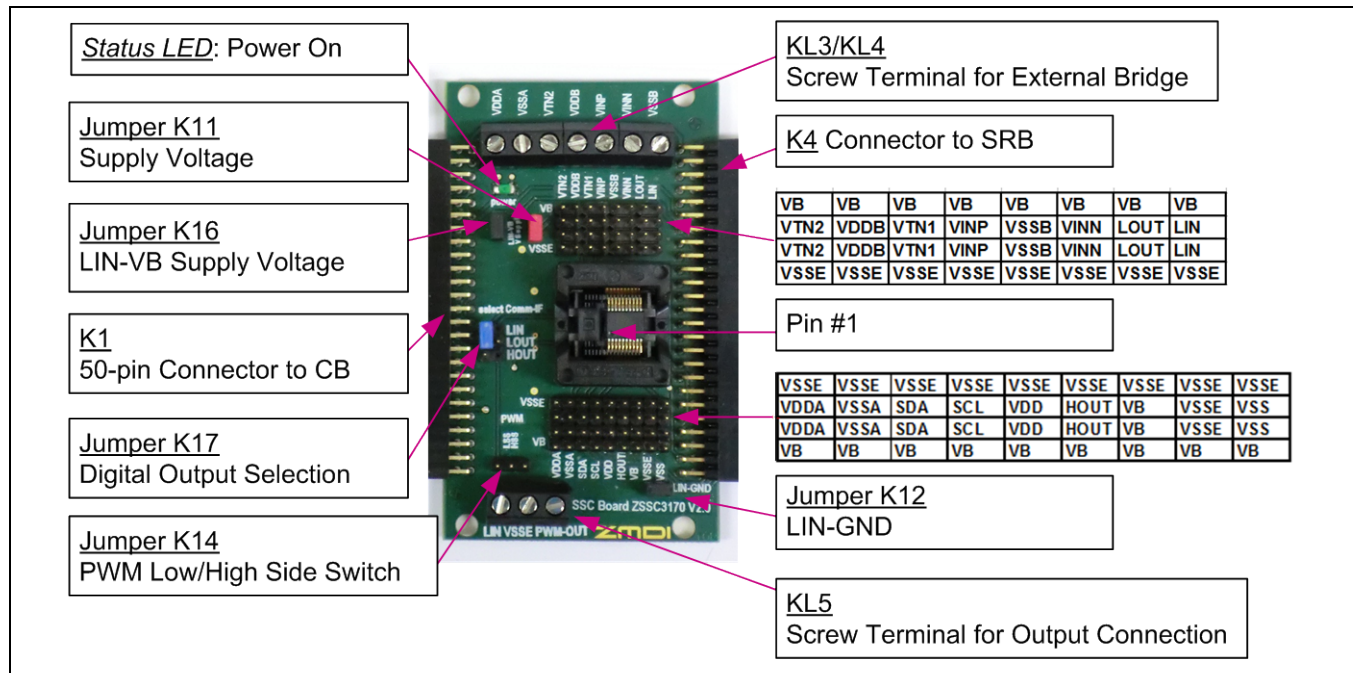 Status LED: Power On
Jumper K11
Supply Voltage
Jumper K16
LIN-VB Supply Voltage
K1
50-pin Connector to CB
Jumper K17
Digital Output Selection
Jumper K14
PWM Low/High Side Switch
VDDA VSSA VTN2 VDDB VINP VINN VSSB
VTN2 VDDB VTN1 VINP VSSB VINN LOUT LIN
power
VB
LIN-VB
VSSE
select Comm-IF
LIN
LOUT
HOUT
VSSE
PWM
LSS
HSS
VB
VDDA VSSA SDA SCL VDD HOUT VB VSSE VSS
LIN-GND
SSC Board ZSSC3170
LIN VSSE PWM-OUT ZMDI
KL3/KL4
Screw Terminal for External Bridge
K4 Connector to SRB
VB VB VB VB VB VB VB VB
VTN2 VDDB VTN1 VINP VSSB VINN LOUT LIN
VTN2 VDDB VTN1 VINP VSSB VINN LOUT LIN
VSSE VSSE VSSE VSSE VSSE VSSE VSSE VSSE
Pin #1
VSSE VSSE VSSE VSSE VSSE VSSE VSSE VSSE VSSE
VDDA VSSA SDA SCL VDD HOUT VB VSSE VSS
VDDA VSSA SDA SCL VDD HOUT VB VSSE VSS
VB VB VB VB VB VB VB VB VB
Jumper K12
LIN-GND
KL5
Screw Terminal for Output Connection